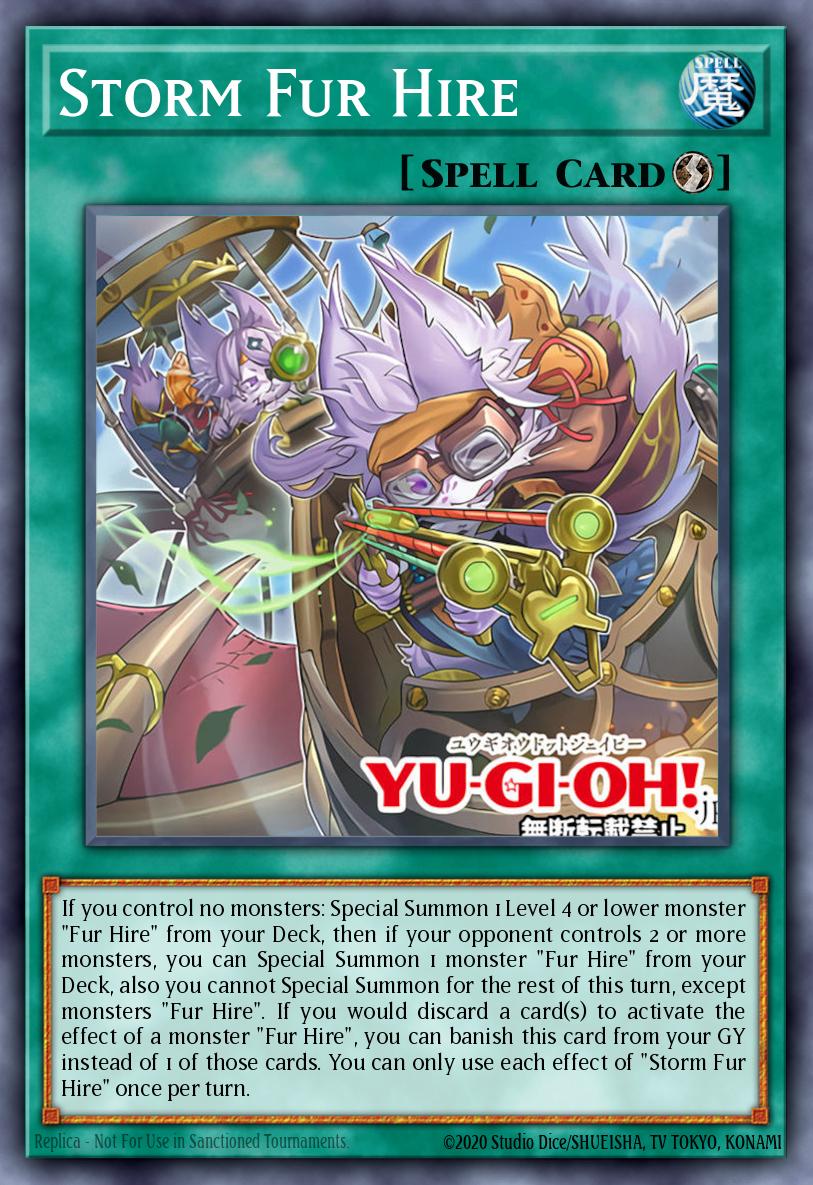 STORM FUR HIRE
SPELL
魔
[SPELL CARD]
ユウギオウドットジェイピー
YU-GI-OH!
.jp
無断転載禁止
If you control no monsters: Special Summon 1 Level 4 or lower monster
"Fur Hire" from your Deck, then if your opponent controls 2 or more
monsters, you can Special Summon 1 monster "Fur Hire" from your
Deck, also you cannot Special Summon for the rest of this turn, except
monsters "Fur Hire". If you would discard a card(s) to activate the
effect of a monster "Fur Hire", you can banish this card from your GY
instead of 1 of those cards. You can only use each effect of "Storm Fur
Hire" once per turn.
Replica - Not For Use in Sanctioned Tournaments.
©2020 Studio Dice/SHUEISHA, TV TOKYO, KONAMI